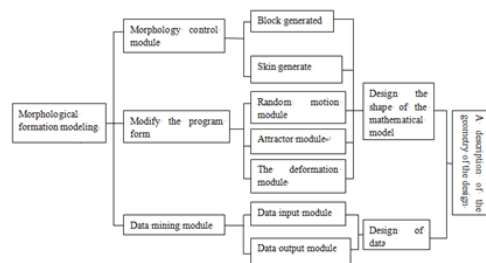 Morphological
formation modeling
Morphology control
module
Modify the program
form
Data mining module
Block generated
Skin generate
Random motion
module
Attractor module
The deformation
module
Data input module
Data output module
Design the
shape of the
mathematical
model
Design of
data
A description of the
geometry of the design